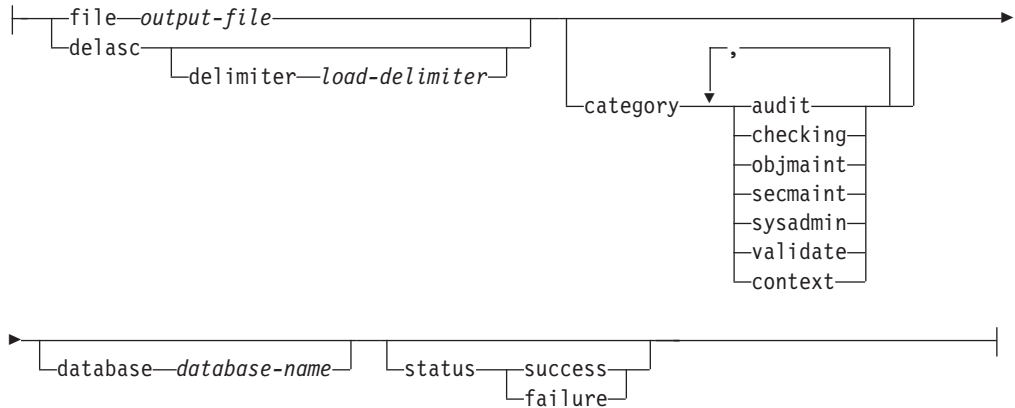 file output-file
delasc
delimiter load-delimiter
,
category audit
checking
objmaint
secmaint
sysadmin
validate
context
database database-name status success
failure